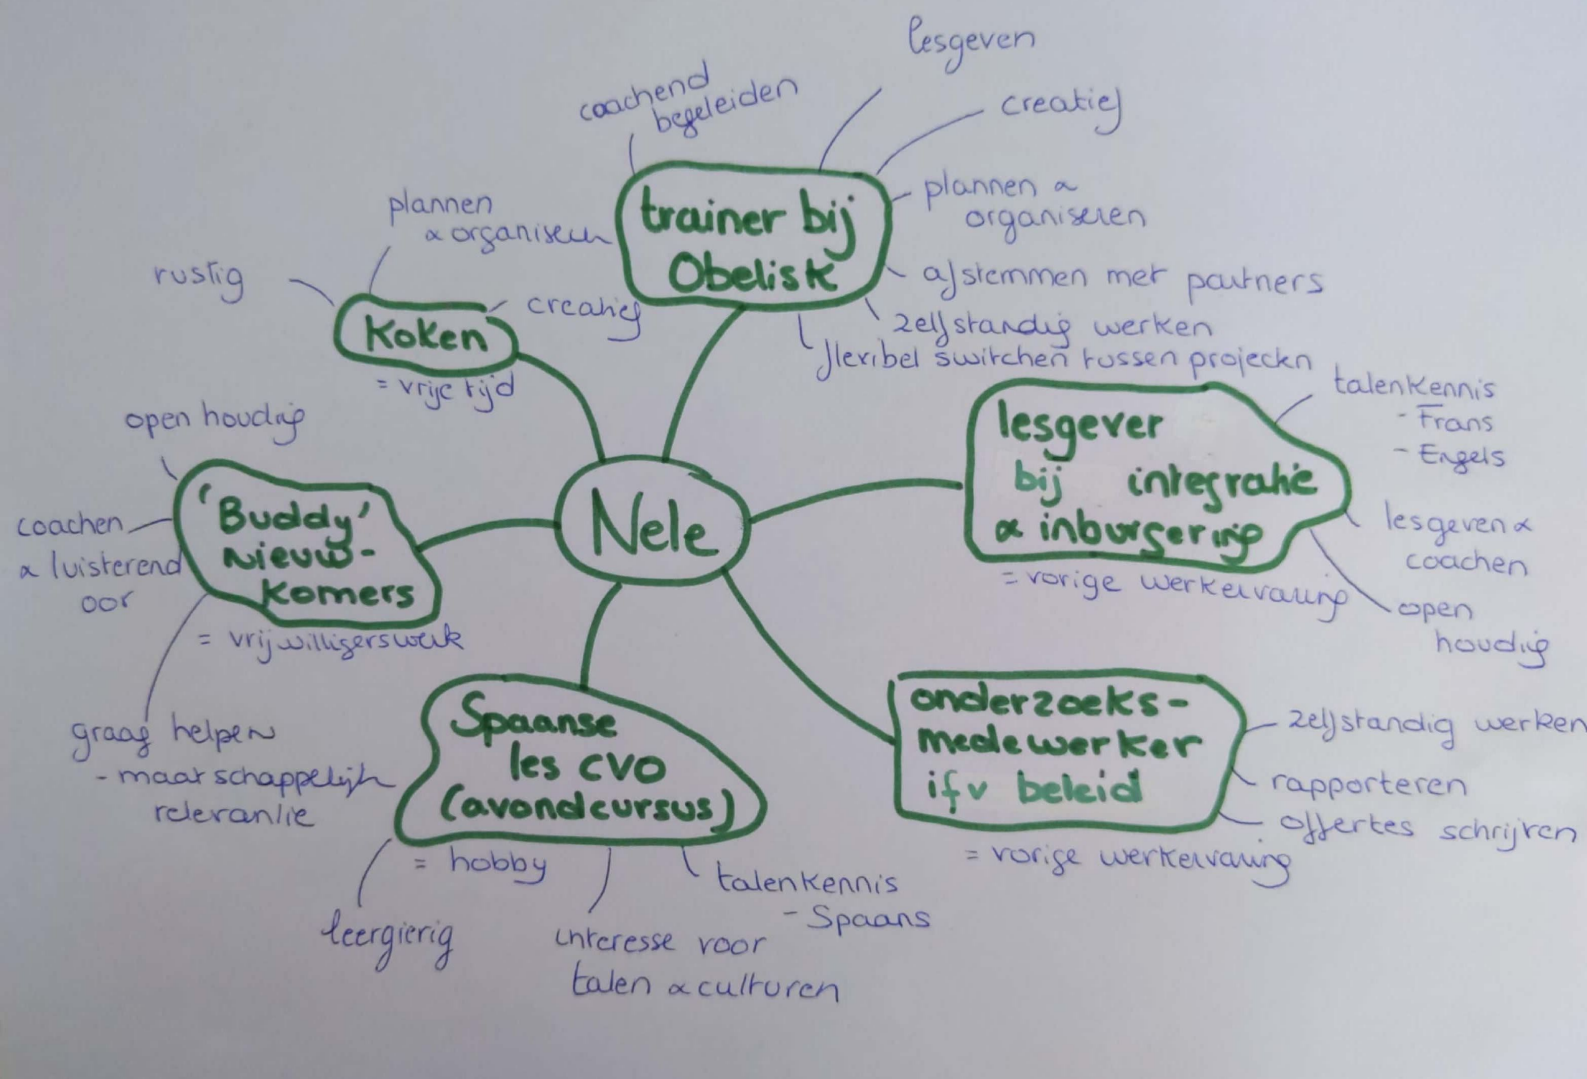 Nele
trainer bij
Obelisk
coachend
begeleiden
lesgeven
creatief
plannen &
organiseren
afstemmen met partners
zelfstandig werken
flexibel switchen tussen projecten
lesgever
bij integratie
& inburgering
= vorige werkervaring
talenkennis
- Frans
- Engels
lesgeven &
coachen
open
houding
onderzoeks-
medewerker
ifv beleid
= vorige werkervaring
zelfstandig werken
rapporteren
offertes schrijven
Spaanse
les CVO
(avondcursus)
= hobby
talenkennis
- Spaans
interesse voor
talen & culturen
leergierig
'Buddy'
nieuw-
komers
= vrijwilligerswerk
open houding
coachen
& luisterend
oor
graag helpen
- maatschappelijk
relevantie
koken
= vrije tijd
rustig
plannen
& organiseren
creatief